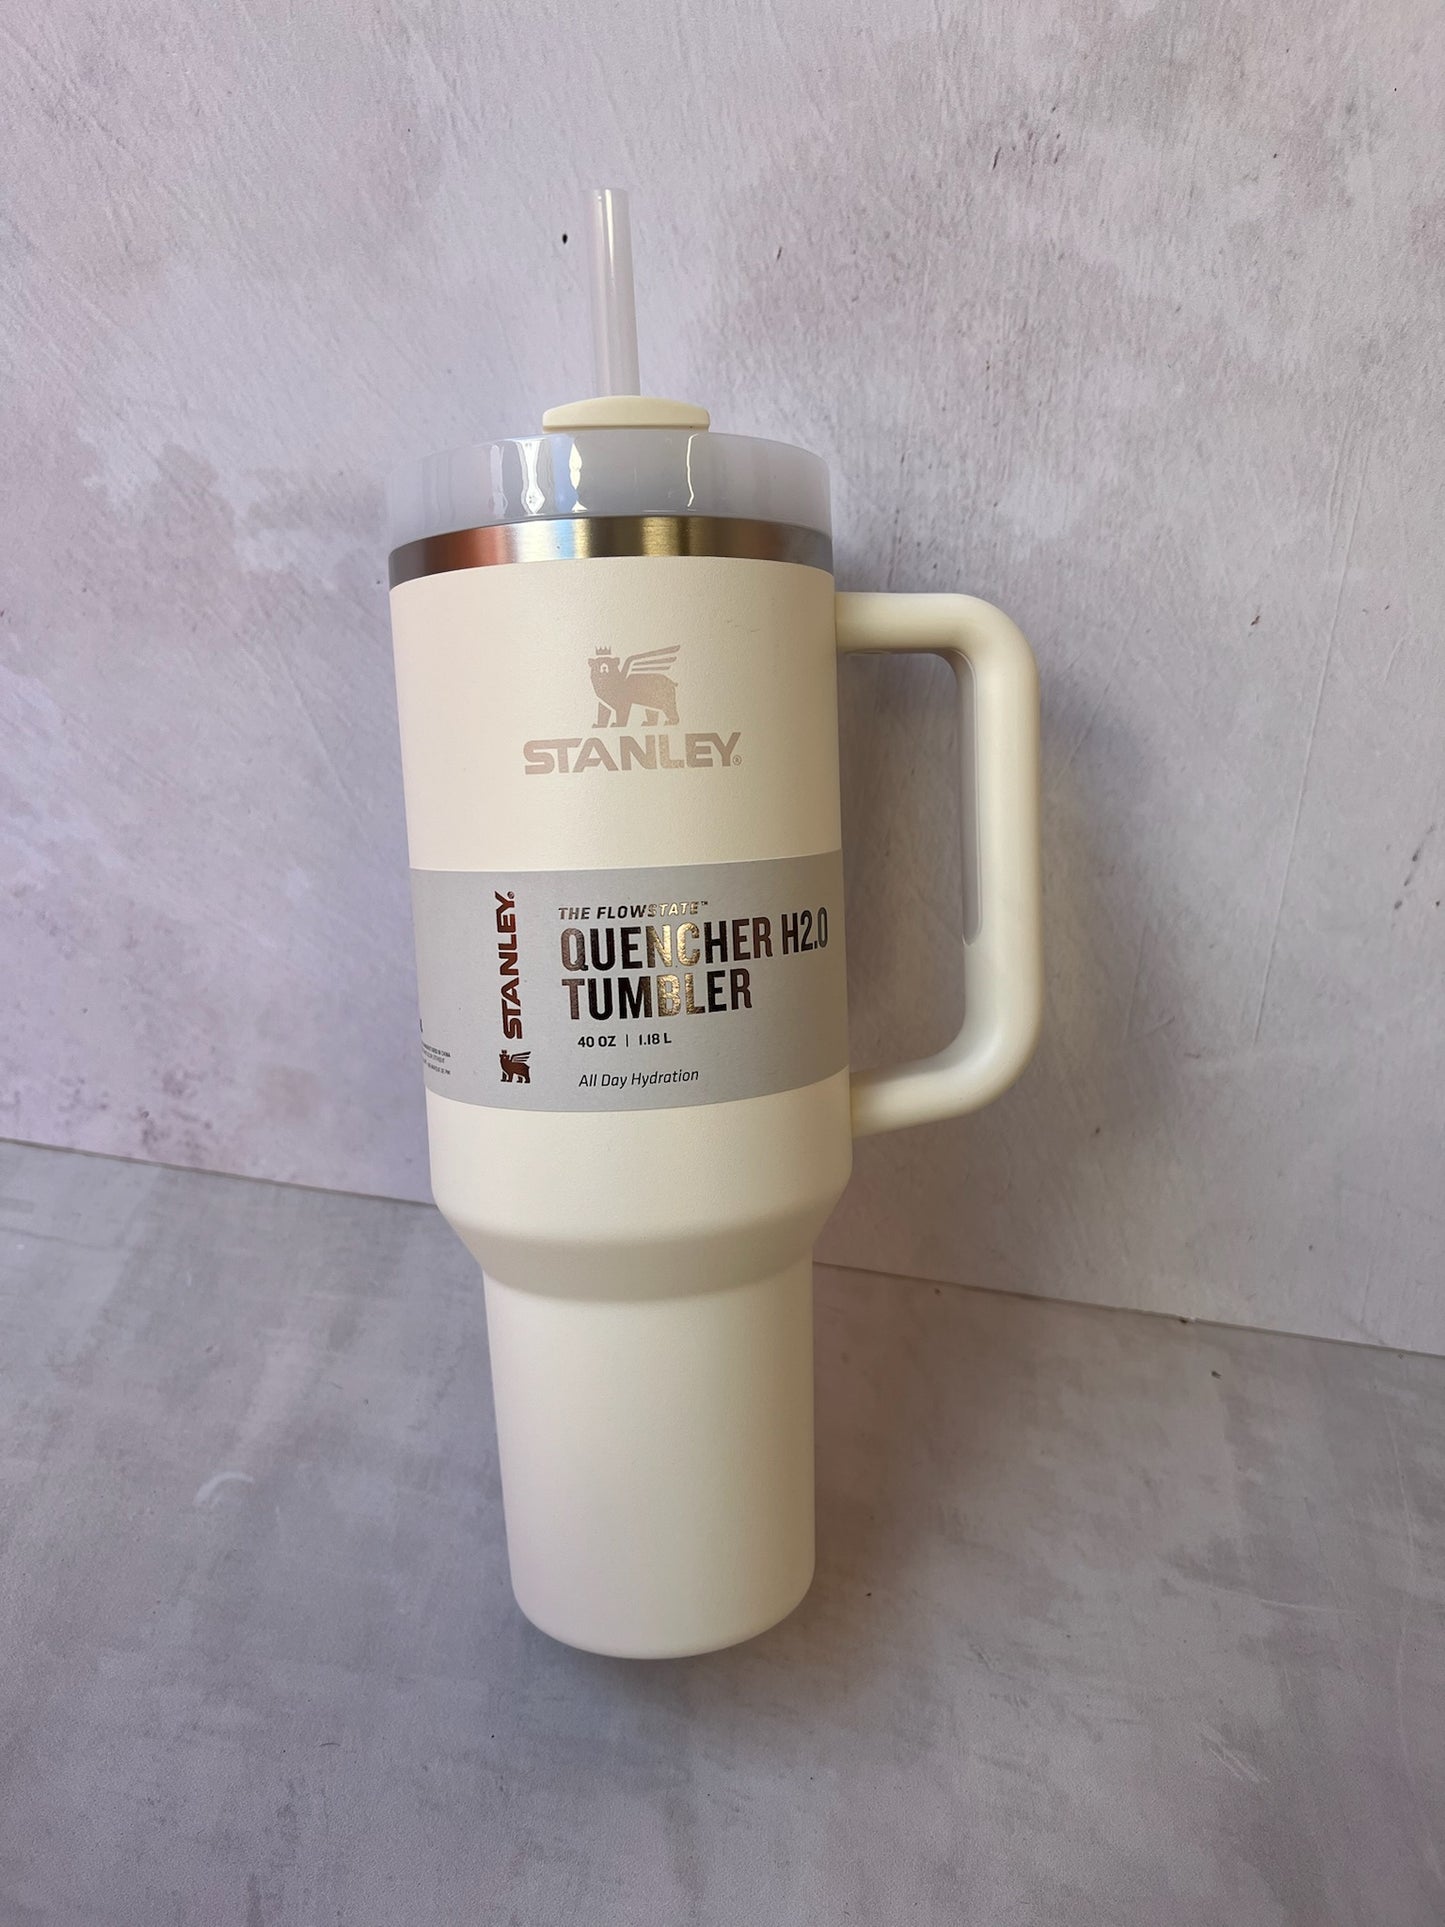 STANLEY®
STANLEY®
THE FLOWSTATE™
QUENCHER H2.0
TUMBLER
40 OZ | 1.18 L
All Day Hydration